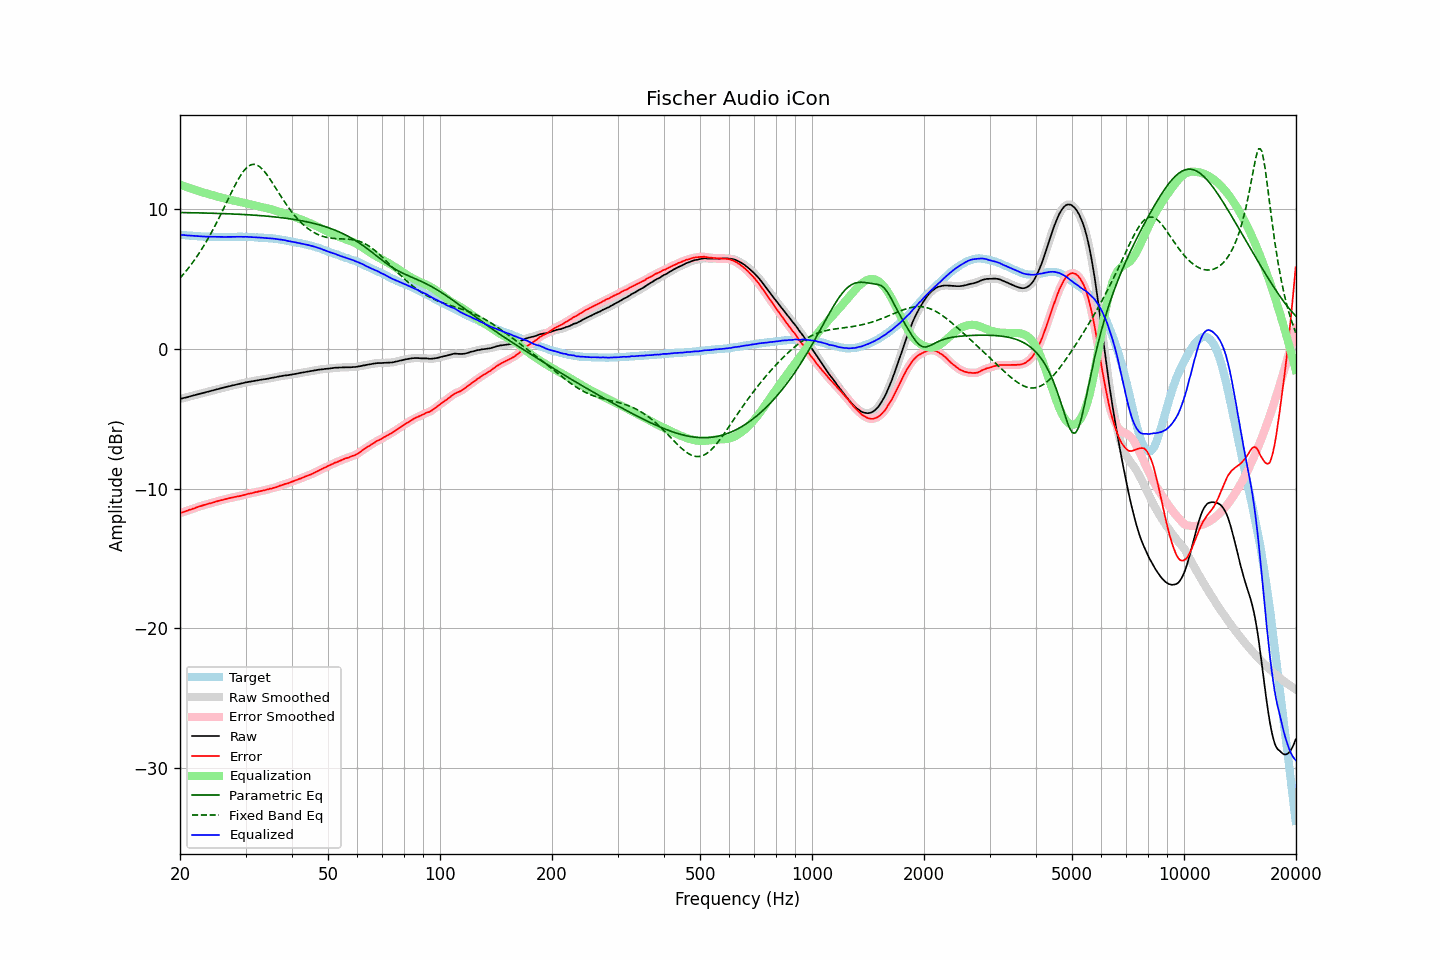 Fischer Audio iCon
Amplitude (dBr)
10
0
−10
−20
−30
Target
Raw Smoothed
Error Smoothed
Raw
Error
Equalization
Parametric Eq
Fixed Band Eq
Equalized
20 50 100 200 500 1000 2000 5000 10000 20000
Frequency (Hz)